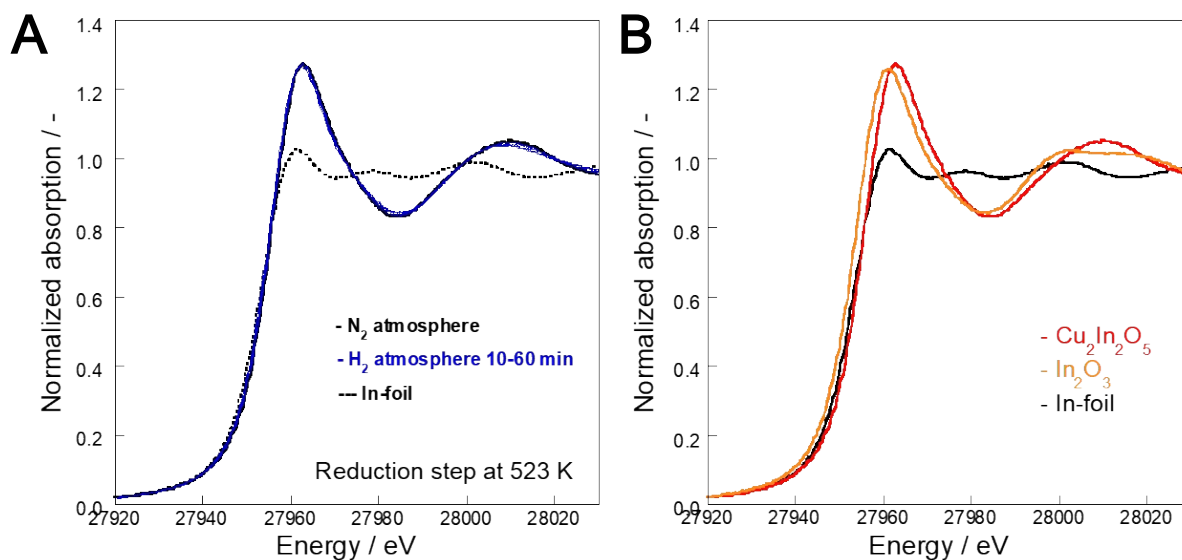 A
1.4
1.2
1.0
0.8
0.6
0.4
0.2
0.0
Normalized absorption / -
- N₂ atmosphere
- H₂ atmosphere 10-60 min
--- In-foil
Reduction step at 523 K
27920 27940 27960 27980 28000 28020
Energy / eV
B
1.4
1.2
1.0
0.8
0.6
0.4
0.2
0.0
Normalized absorption / -
- Cu₂In₂O₅
- In₂O₃
- In-foil
27920 27940 27960 27980 28000 28020
Energy / eV